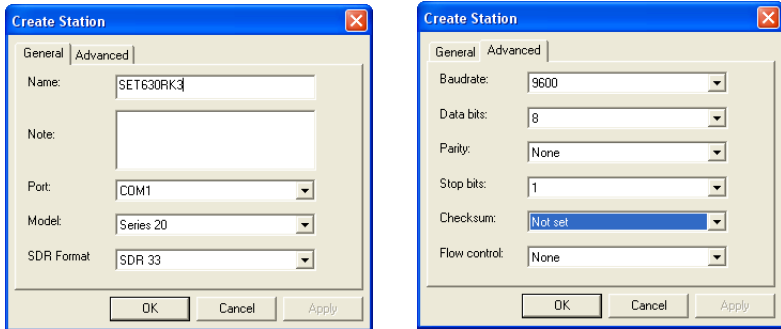 Create Station
General Advanced
Name: SET630RK3
Note:
Port: COM1
Model: Series 20
SDR Format SDR 33
OK Cancel Apply
Create Station
General Advanced
Baudrate: 9600
Data bits: 8
Parity: None
Stop bits: 1
Checksum: Not set
Flow control: None
OK Cancel Apply